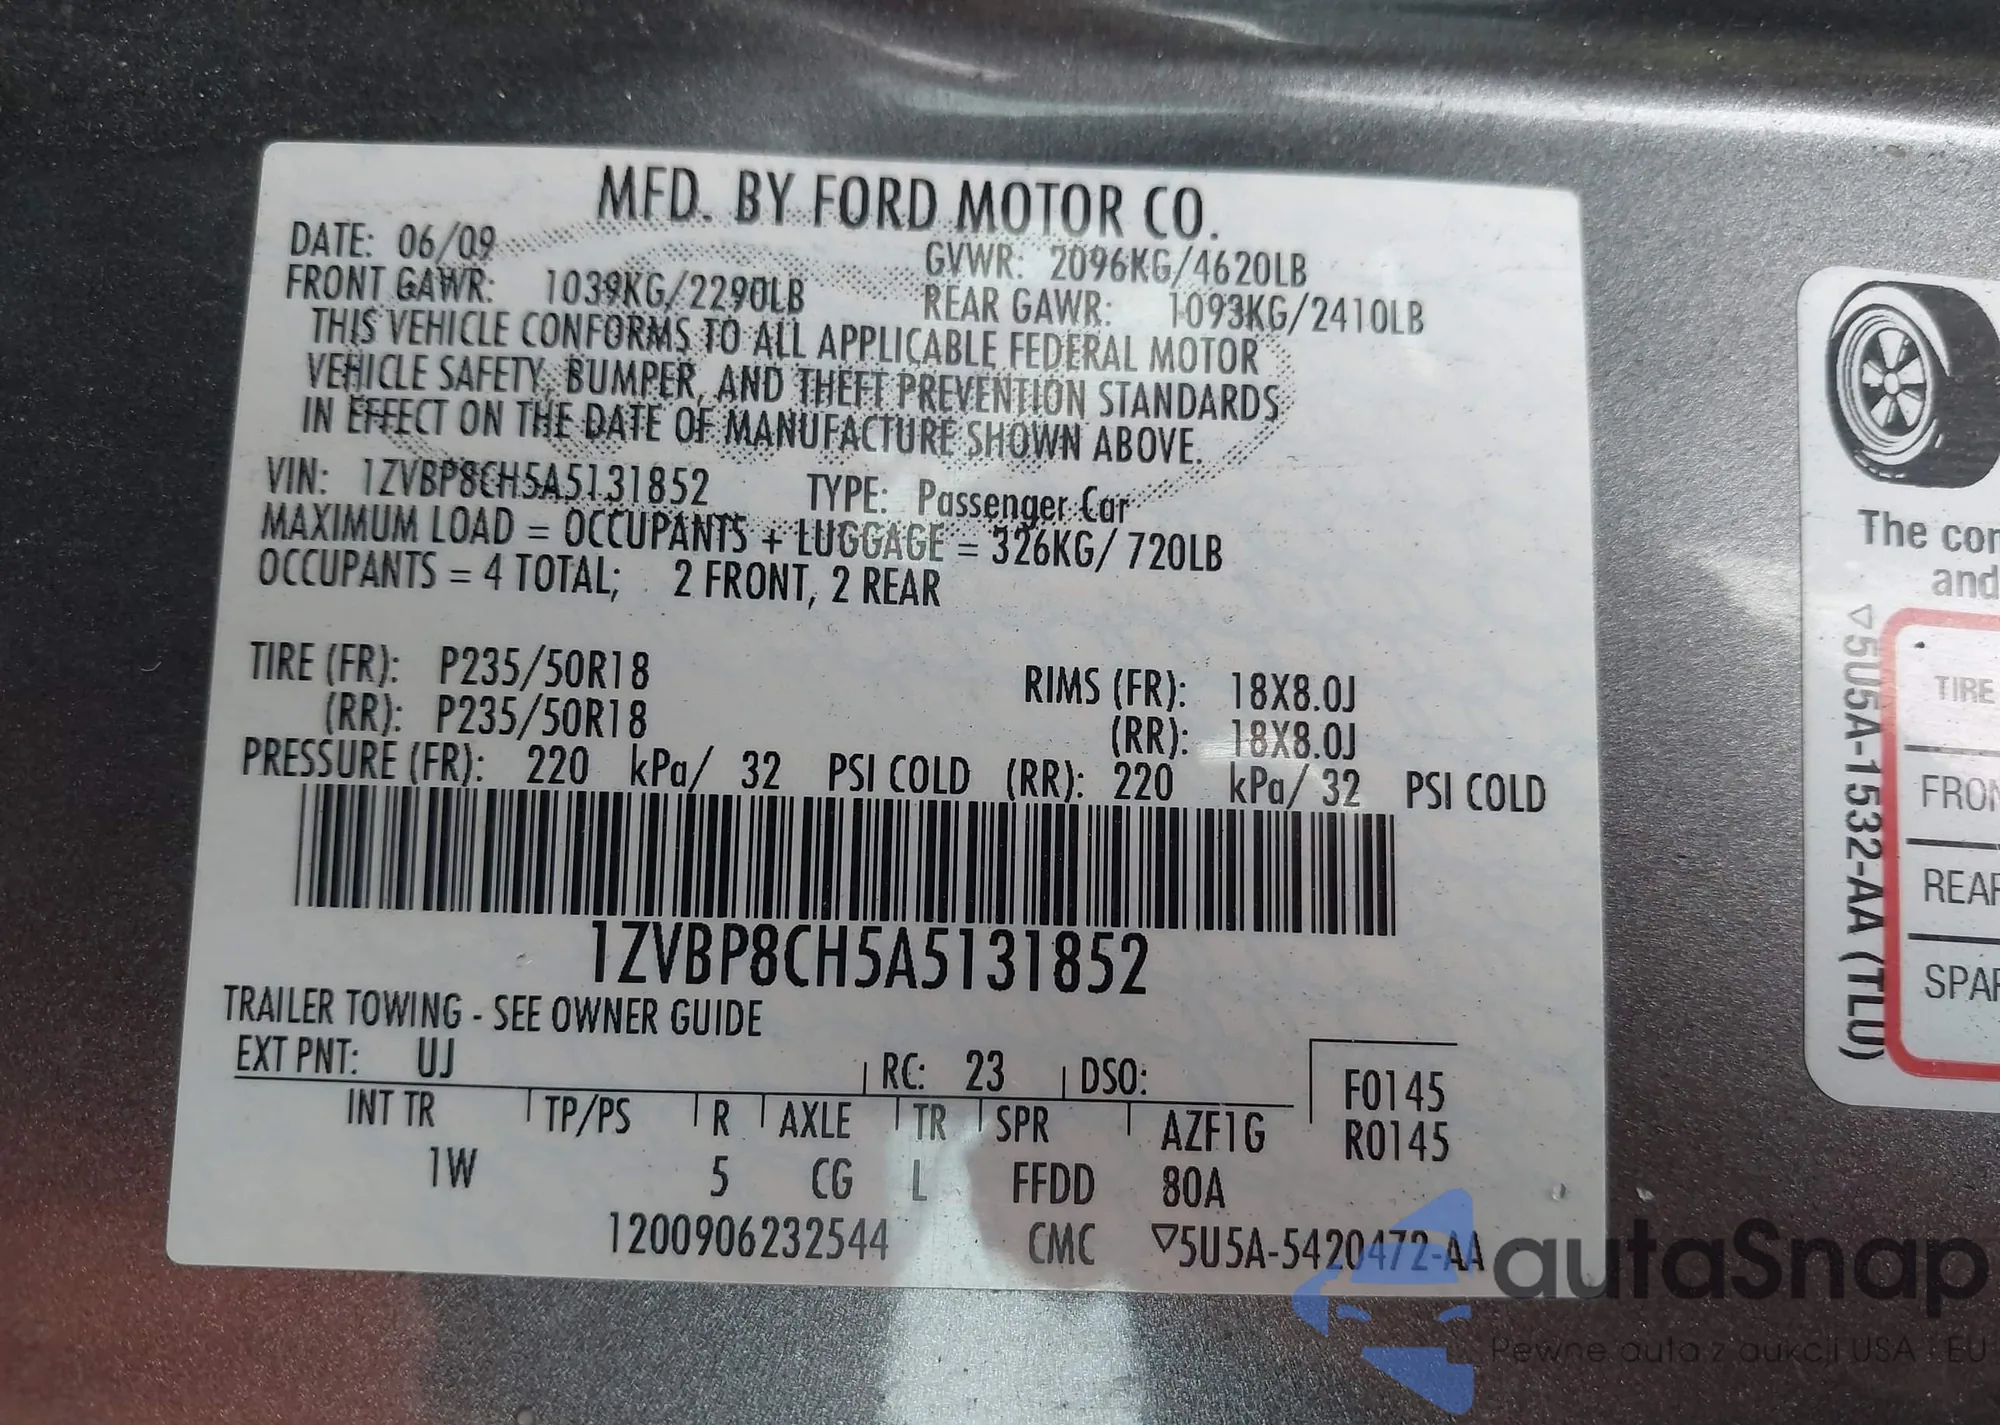 MFD. BY FORD MOTOR CO.
DATE: 06/09
GVWR: 2096KG/4620LB
FRONT GAWR: 1039KG/2290LB
REAR GAWR: 1093KG/2410LB
THIS VEHICLE CONFORMS TO ALL APPLICABLE FEDERAL MOTOR
VEHICLE SAFETY, BUMPER, AND THEFT PREVENTION STANDARDS
IN EFFECT ON THE DATE OF MANUFACTURE SHOWN ABOVE.
VIN: 1ZVBP8CH5A5131852 TYPE: Passenger Car
MAXIMUM LOAD = OCCUPANTS + LUGGAGE = 326KG/ 720LB
OCCUPANTS = 4 TOTAL; 2 FRONT, 2 REAR
TIRE (FR): P235/50R18 RIMS (FR): 18X8.0J
(RR): P235/50R18 (RR): 18X8.0J
PRESSURE (FR): 220 kPa/ 32 PSI COLD (RR): 220 kPa/ 32 PSI COLD
1ZVBP8CH5A5131852
TRAILER TOWING - SEE OWNER GUIDE
EXT PNT: UJ RC: 23 DSO:
F0145
INT TR TP/PS R AXLE TR SPR AZF1G
R0145
1W 5 CG L FFDD 80A
1200906232544 CMC ▽5U5A-5420472-AA
The
and
▽5U5A-1532-AA (TLU)
TIRE
autaSnap
Pewne auta z aukcji USA i EU